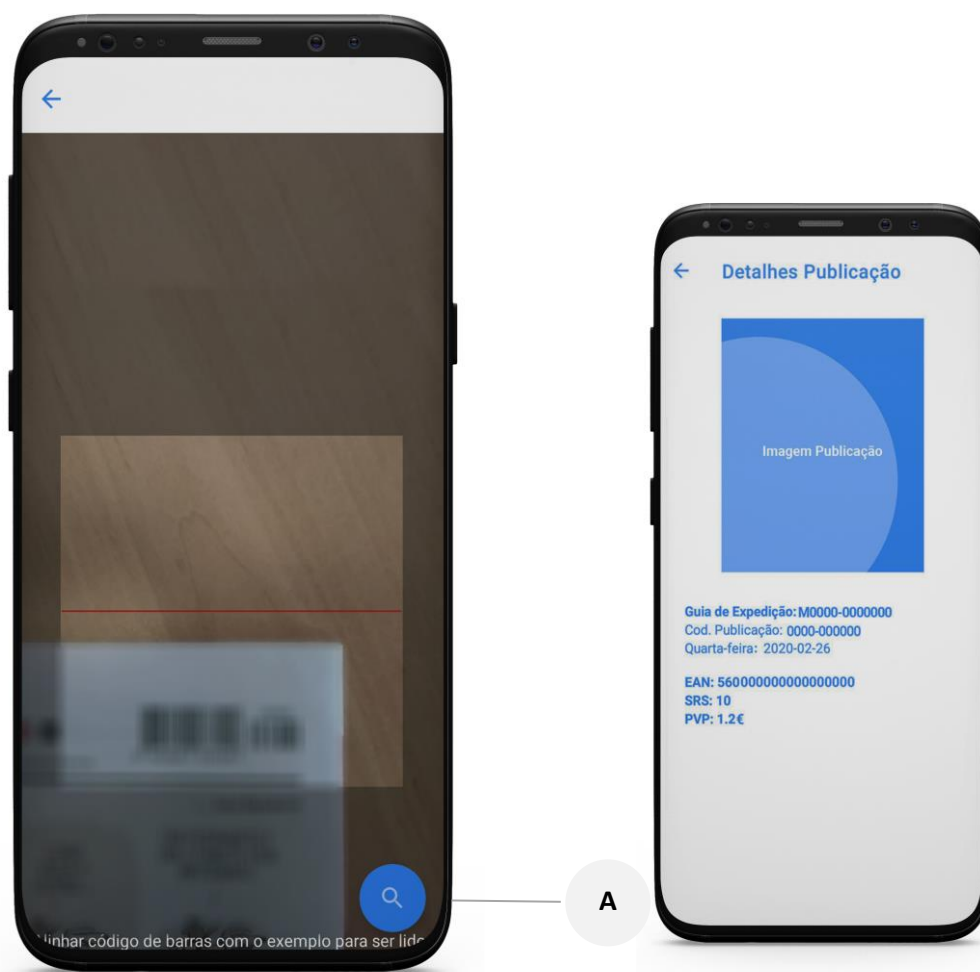 linhar código de barras com o exemplo para ser lido
A
Detalhes Publicação
Imagem Publicação
Guia de Expedição: M0000-0000000
Cod. Publicação: 0000-000000
Quarta-feira: 2020-02-26
EAN: 560000000000000000
SRS: 10
PVP: 1.2€